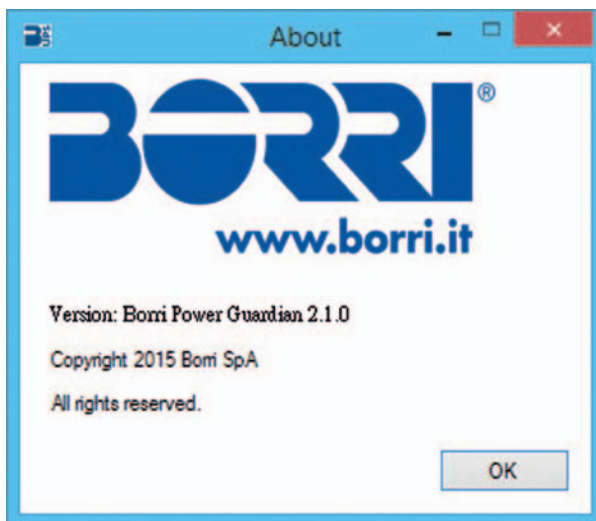 UPS
About
BORRI®
www.borri.it
Version: Borri Power Guardian 2.1.0
Copyright 2015 Borri SpA
All rights reserved.
OK